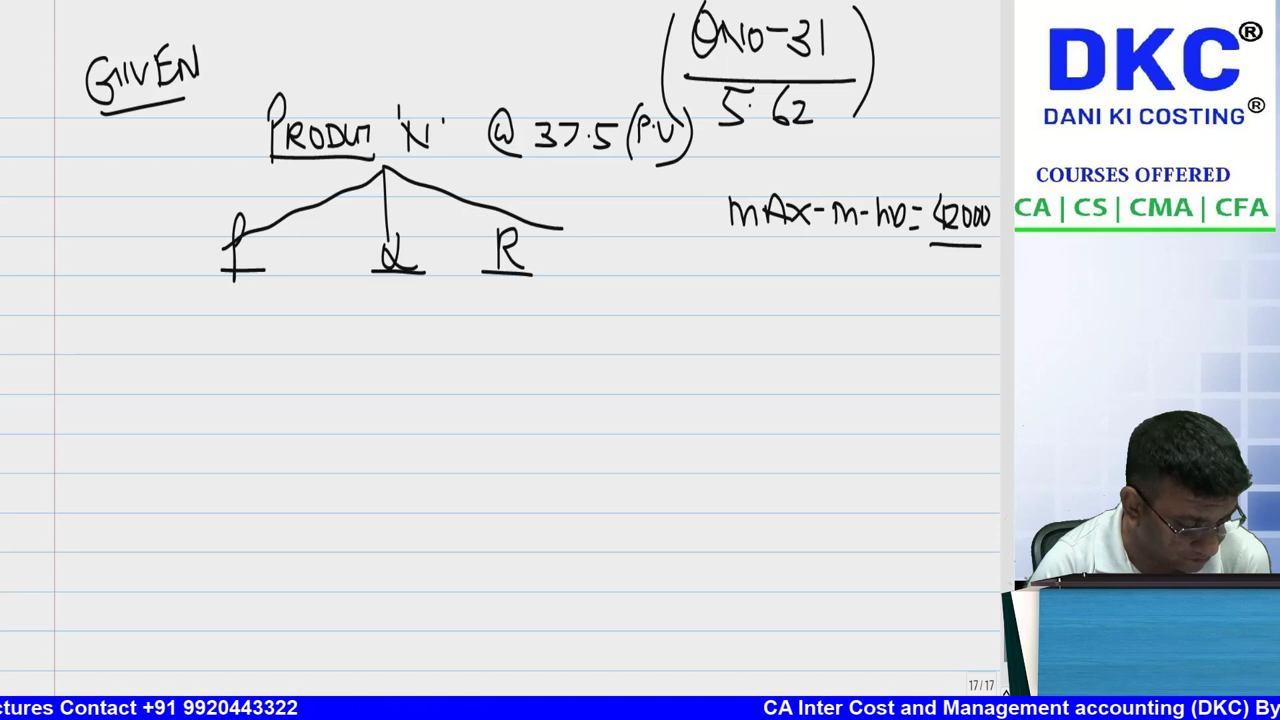 GIVEN
QNO-31
5.62
PRODUT 'N' @ 37.5 (P.U)
MAX-M-HO= 42000
P Q R
17/17
DKC®
DANI KI COSTING®
COURSES OFFERED
CA | CS | CMA | CFA
ctures Contact +91 9920443322
CA Inter Cost and Management accounting (DKC) By